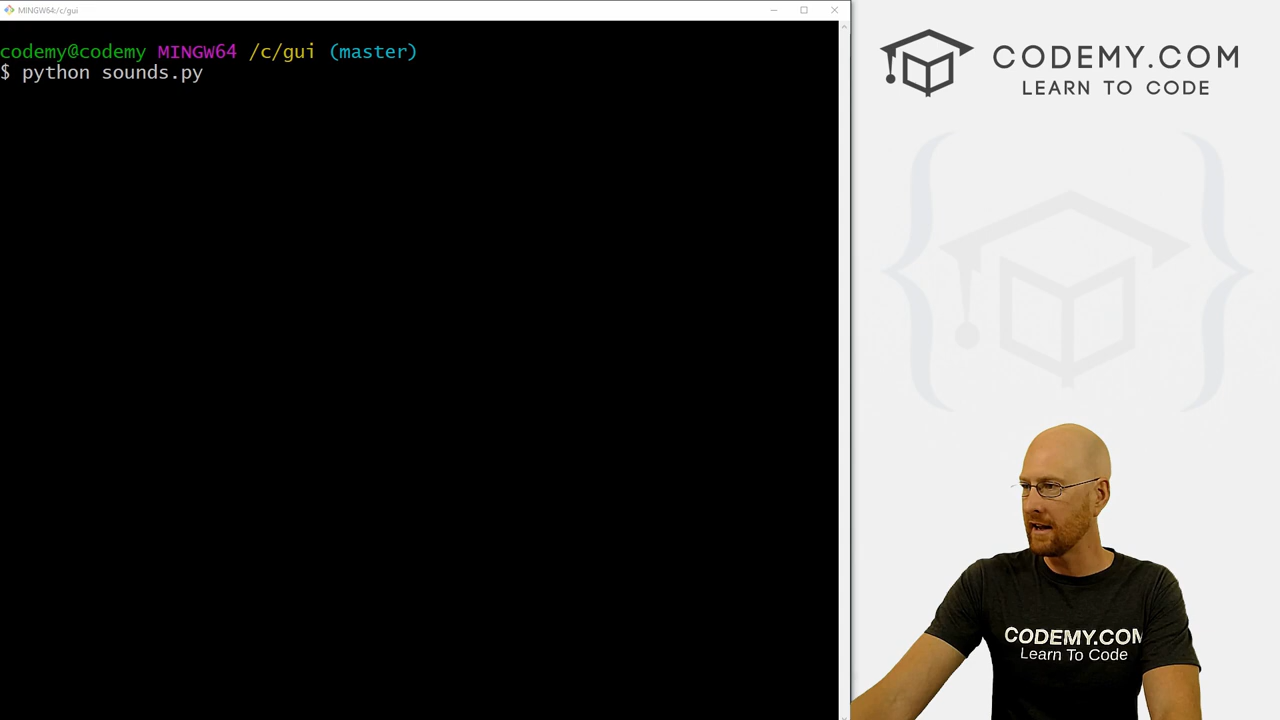 MINGW64:/c/gui
codemy@codemy MINGW64 /c/gui (master)
$ python sounds.py
CODEMY.COM
LEARN TO CODE
CODEMY.COM
Learn To Code